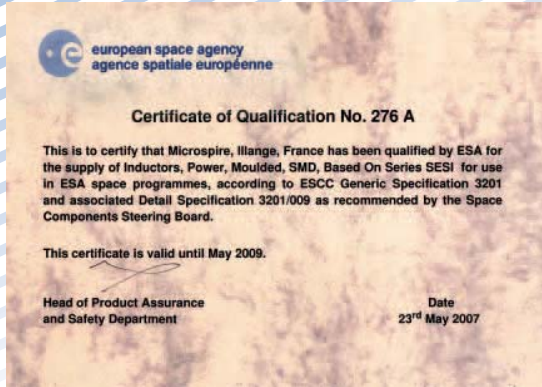 european space agency
agence spatiale européenne
Certificate of Qualification No. 276 A
This is to certify that Microspire, Illange, France has been qualified by ESA for
the supply of Inductors, Power, Moulded, SMD, Based On Series SESI for use
in ESA space programmes, according to ESCC Generic Specification 3201
and associated Detail Specification 3201/009 as recommended by the Space
Components Steering Board.
This certificate is valid until May 2009.
Head of Product Assurance
and Safety Department
Date
23rd May 2007